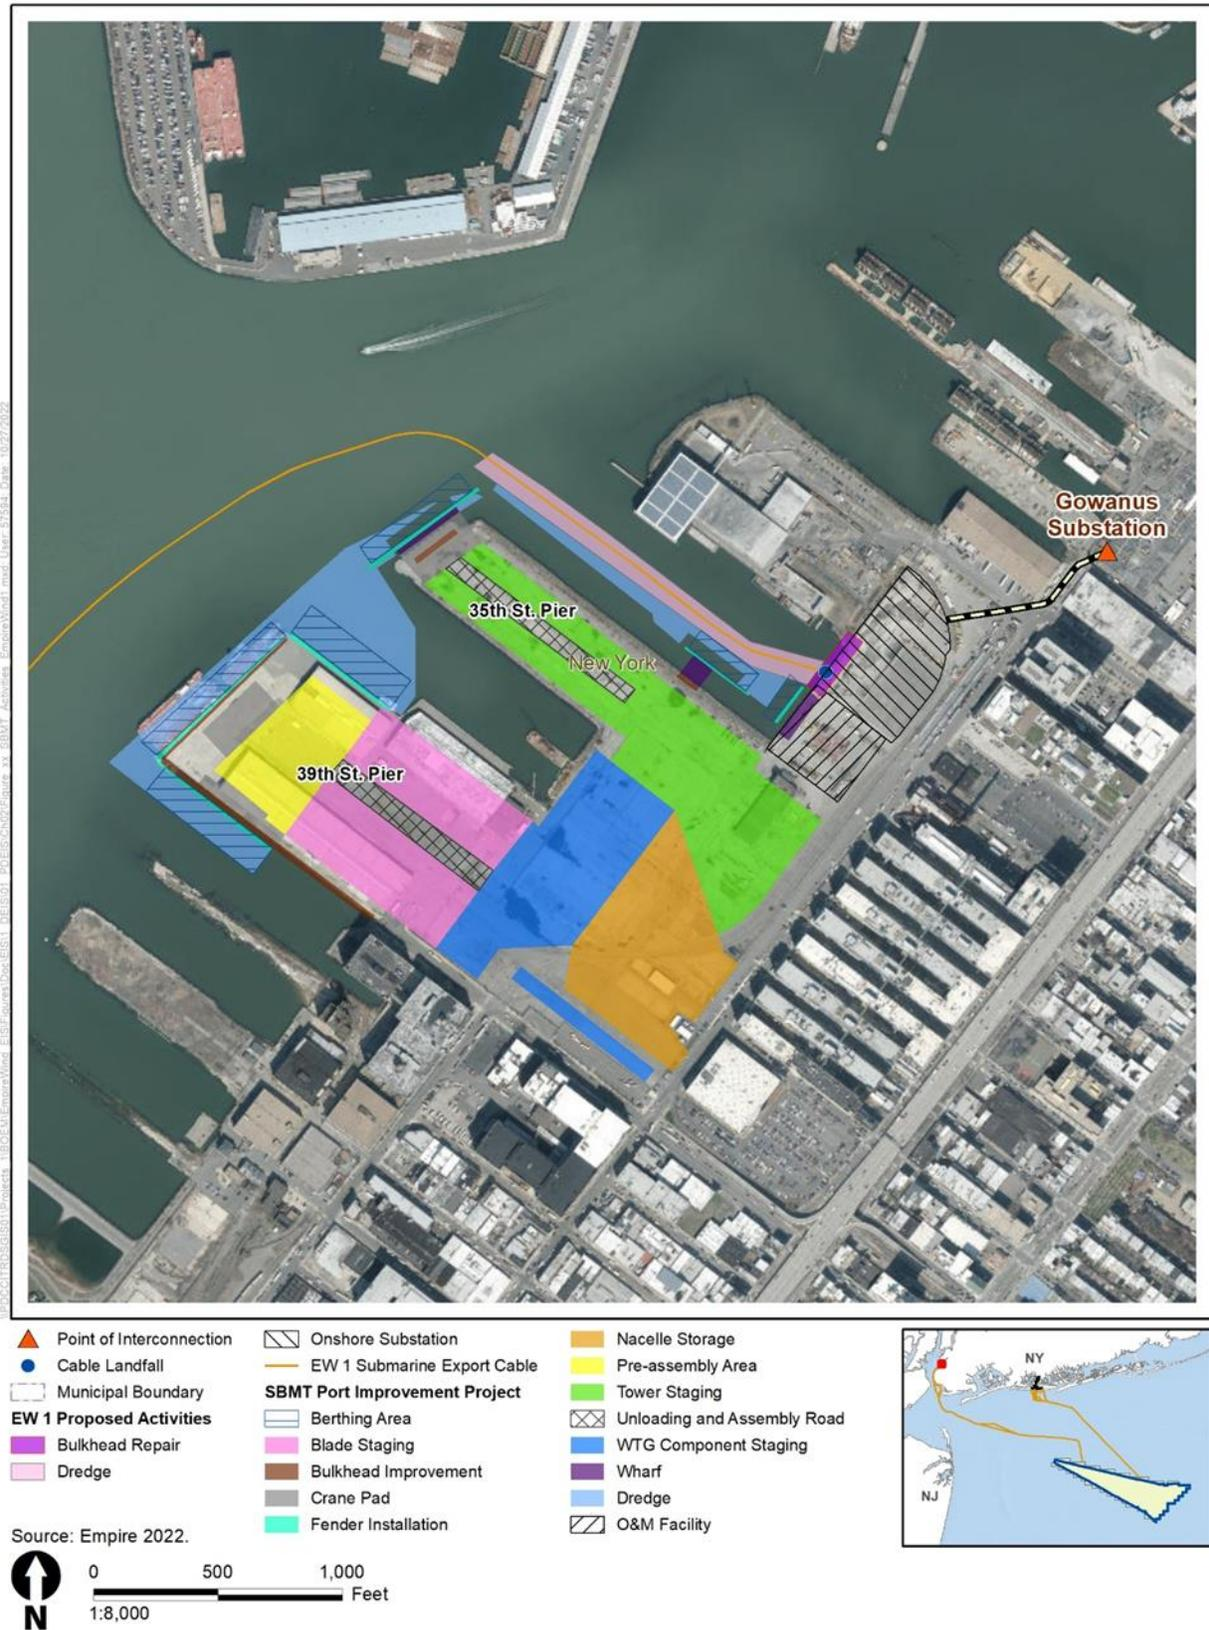 Gowanus
Substation
35th St. Pier
New York
39th St. Pier
Point of Interconnection
Cable Landfall
Municipal Boundary
EW 1 Proposed Activities
Bulkhead Repair
Dredge
Onshore Substation
EW 1 Submarine Export Cable
SBMT Port Improvement Project
Berthing Area
Blade Staging
Bulkhead Improvement
Crane Pad
Fender Installation
Nacelle Storage
Pre-assembly Area
Tower Staging
Unloading and Assembly Road
WTG Component Staging
Wharf
Dredge
O&M Facility
NY
NJ
Source: Empire 2022.
N
0 500 1,000
Feet
1:8,000